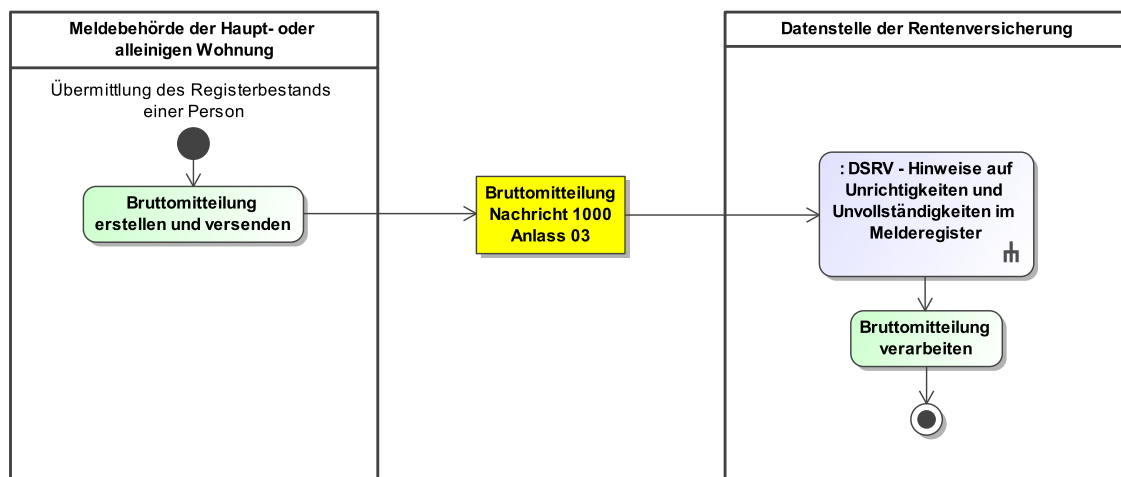 Meldebehörde der Haupt- oder
alleinigen Wohnung
Übermittlung des Registerbestands
einer Person
Bruttomitteilung
erstellen und versenden
Bruttomitteilung
Nachricht 1000
Anlass 03
Datenstelle der Rentenversicherung
: DSRV - Hinweise auf
Unrichtigkeiten und
Unvollständigkeiten im
Melderegister
Bruttomitteilung
verarbeiten